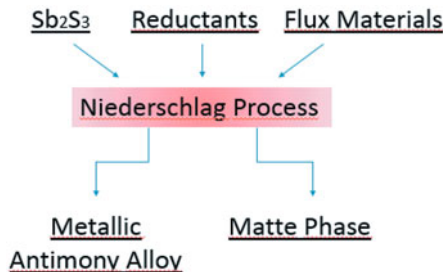 Sb₂S₃ Reductants Flux Materials
Niederschlag Process
Metallic Matte Phase
Antimony Alloy